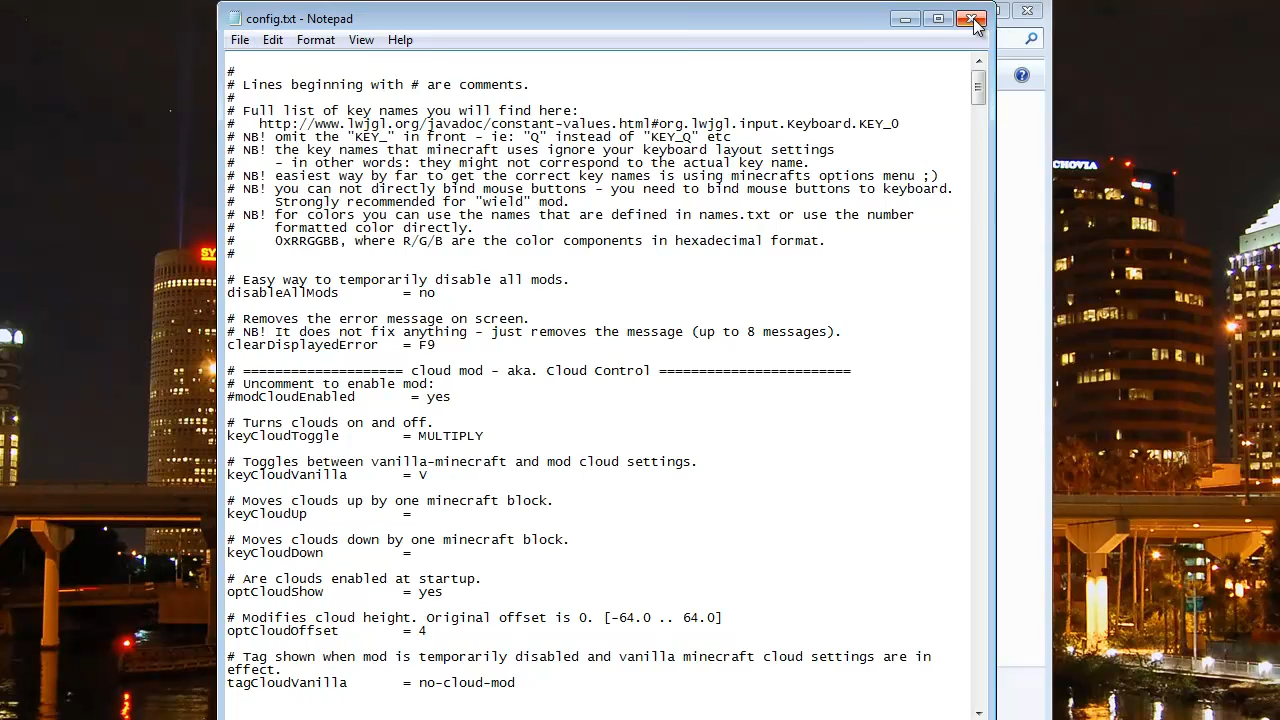 config.txt - Notepad
File Edit Format View Help
#
# Lines beginning with # are comments.
#
# Full list of key names you will find here:
#   http://www.lwjgl.org/javadoc/constant-values.html#org.lwjgl.input.Keyboard.KEY_0
# NB! omit the "KEY_" in front - ie: "Q" instead of "KEY_Q" etc
# NB! the key names that minecraft uses ignore your keyboard layout settings
#     - in other words: they might not correspond to the actual key name.
# NB! easiest way by far to get the correct key names is using minecrafts options menu ;)
# NB! you can not directly bind mouse buttons - you need to bind mouse buttons to keyboard.
#     Strongly recommended for "wield" mod.
# NB! for colors you can use the names that are defined in names.txt or use the number
#     formatted color directly.
#     0xRRGGBB, where R/G/B are the color components in hexadecimal format.
#
# Easy way to temporarily disable all mods.
disableAllMods        = no
# Removes the error message on screen.
# NB! It does not fix anything - just removes the message (up to 8 messages).
clearDisplayedError   = F9
# ==================== cloud mod - aka. Cloud Control ========================
# Uncomment to enable mod:
#modCloudEnabled       = yes
# Turns clouds on and off.
keyCloudToggle        = MULTIPLY
# Toggles between vanilla-minecraft and mod cloud settings.
keyCloudVanilla       = V
# Moves clouds up by one minecraft block.
keyCloudUp            =
# Moves clouds down by one minecraft block.
keyCloudDown          =
# Are clouds enabled at startup.
optCloudShow          = yes
# Modifies cloud height. Original offset is 0. [-64.0 .. 64.0]
optCloudOffset        = 4
# Tag shown when mod is temporarily disabled and vanilla minecraft cloud settings are in
effect.
tagCloudVanilla       = no-cloud-mod
SY
CHOVIA